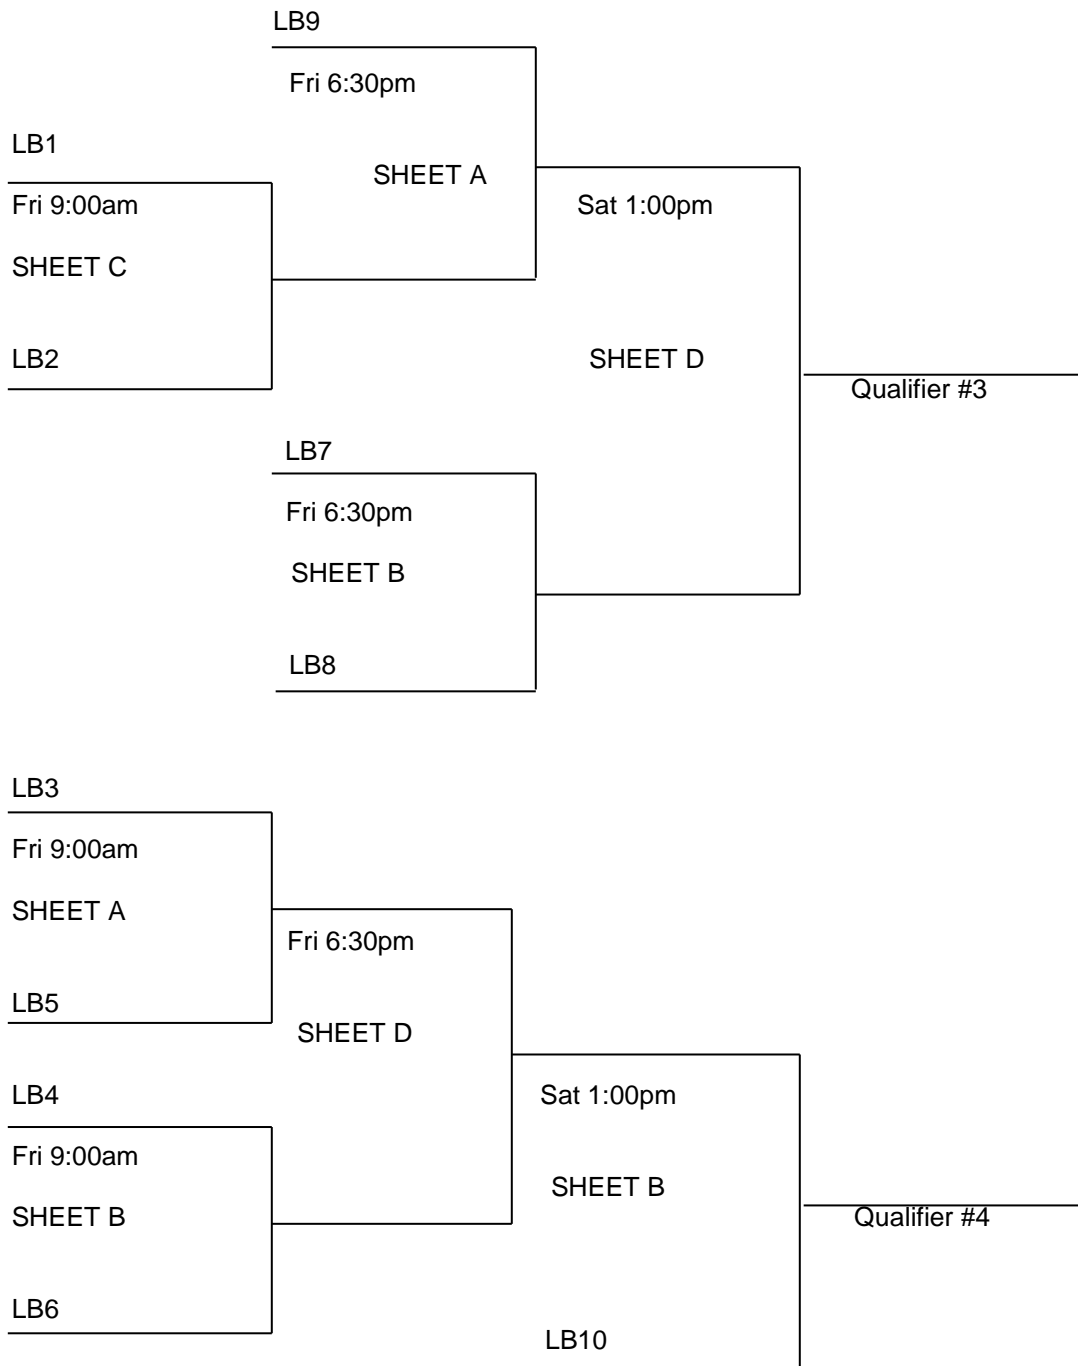 LB9
Fri 6:30pm
LB1
SHEET A
Fri 9:00am
Sat 1:00pm
SHEET C
LB2
SHEET D
Qualifier #3
LB7
Fri 6:30pm
SHEET B
LB8
LB3
Fri 9:00am
SHEET A
Fri 6:30pm
LB5
SHEET D
LB4
Sat 1:00pm
Fri 9:00am
SHEET B
SHEET B
Qualifier #4
LB6
LB10